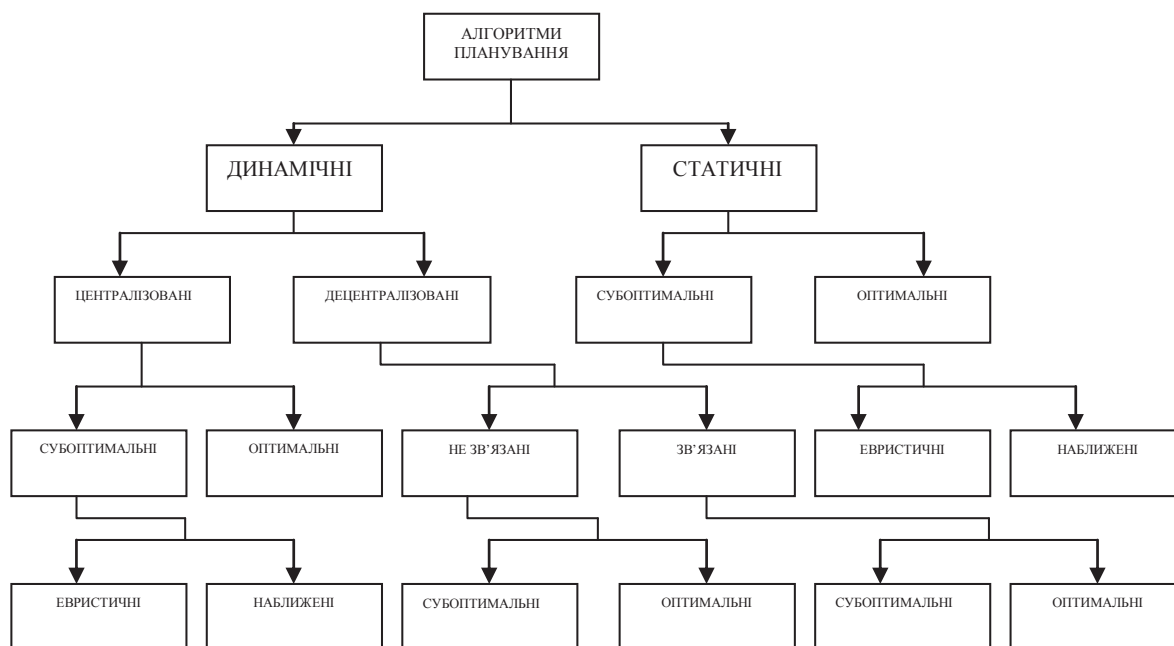 АЛГОРИТМИ
ПЛАНУВАННЯ
ДИНАМІЧНІ
СТАТИЧНІ
ЦЕНТРАЛІЗОВАНІ
ДЕЦЕНТРАЛІЗОВАНІ
СУБОПТИМАЛЬНІ
ОПТИМАЛЬНІ
СУБОПТИМАЛЬНІ
ОПТИМАЛЬНІ
НЕ ЗВ’ЯЗАНІ
ЗВ’ЯЗАНІ
ЕВРИСТИЧНІ
НАБЛИЖЕНІ
ЕВРИСТИЧНІ
НАБЛИЖЕНІ
СУБОПТИМАЛЬНІ
ОПТИМАЛЬНІ
СУБОПТИМАЛЬНІ
ОПТИМАЛЬНІ